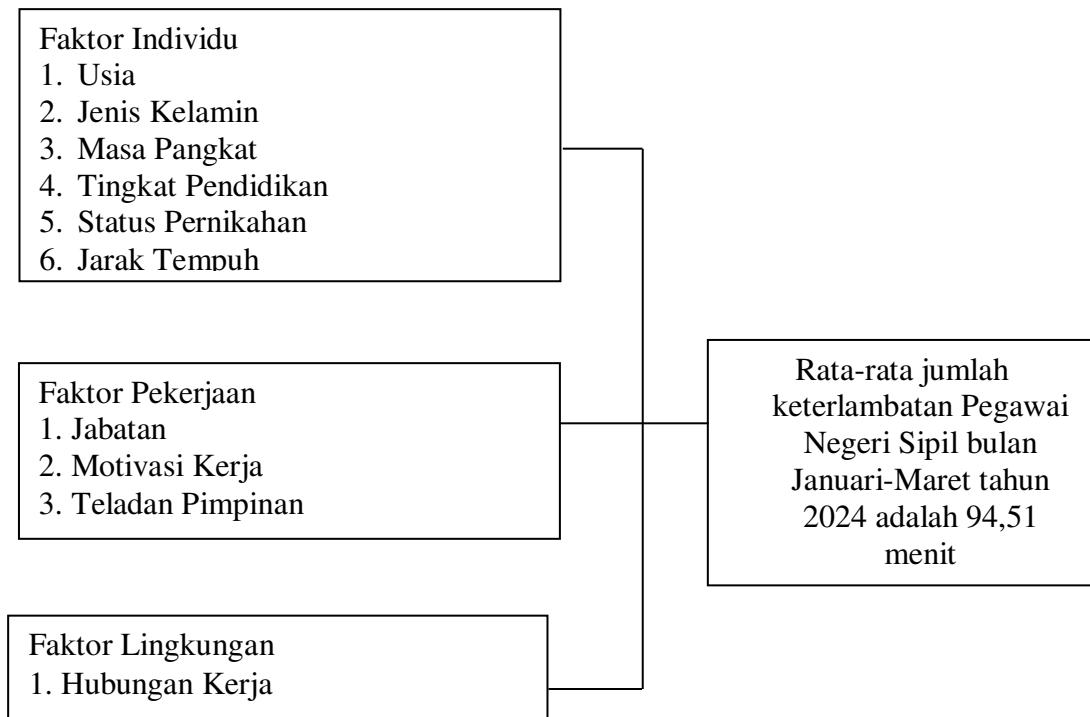 Faktor Individu
1. Usia
2. Jenis Kelamin
3. Masa Pangkat
4. Tingkat Pendidikan
5. Status Pernikahan
6. Jarak Tempuh
Faktor Pekerjaan
1. Jabatan
2. Motivasi Kerja
3. Teladan Pimpinan
Faktor Lingkungan
1. Hubungan Kerja
Rata-rata jumlah
keterlambatan Pegawai
Negeri Sipil bulan
Januari-Maret tahun
2024 adalah 94,51
menit